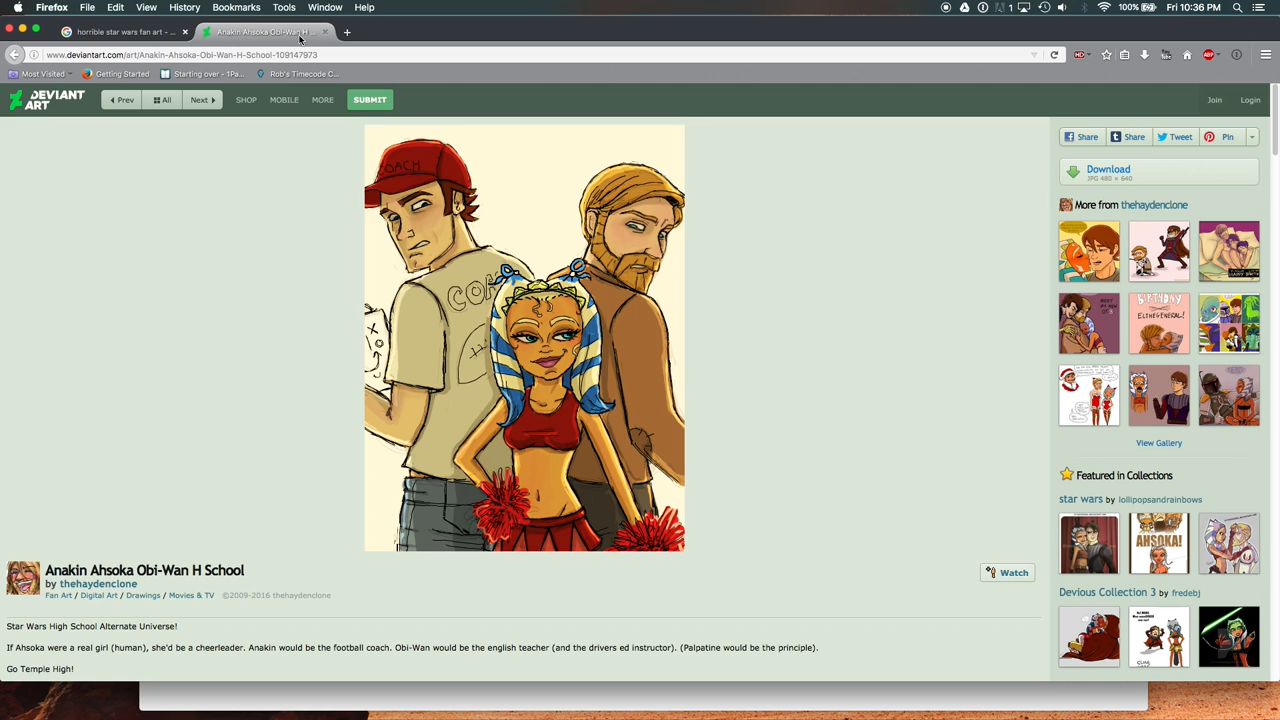 Firefox File Edit View History Bookmarks Tools Window Help 100% Fri 10:36 PM
horrible star wars fan art - ... Anakin Ahsoka Obi-Wan H ...
www.deviantart.com/art/Anakin-Ahsoka-Obi-Wan-H-School-109147973
Most Visited Getting Started Starting over - 1Pa... Rob's Timecode C...
DEVIANT ART Prev All Next SHOP MOBILE MORE SUBMIT Join Login
Share Share Tweet Pin
Download
JPG 480 × 640
More from thehaydenclone
OACH
COA
BIRTHDAY
ELTHEGENERAL!
View Gallery
Featured in Collections
star wars by lollipopsandrainbows
AHSOKA!
Devious Collection 3 by fredebj
Anakin Ahsoka Obi-Wan H School
by thehaydenclone
Watch
Fan Art / Digital Art / Drawings / Movies & TV ©2009-2016 thehaydenclone
Star Wars High School Alternate Universe!
If Ahsoka were a real girl (human), she'd be a cheerleader. Anakin would be the football coach. Obi-Wan would be the english teacher (and the drivers ed instructor). (Palpatine would be the principle).
Go Temple High!